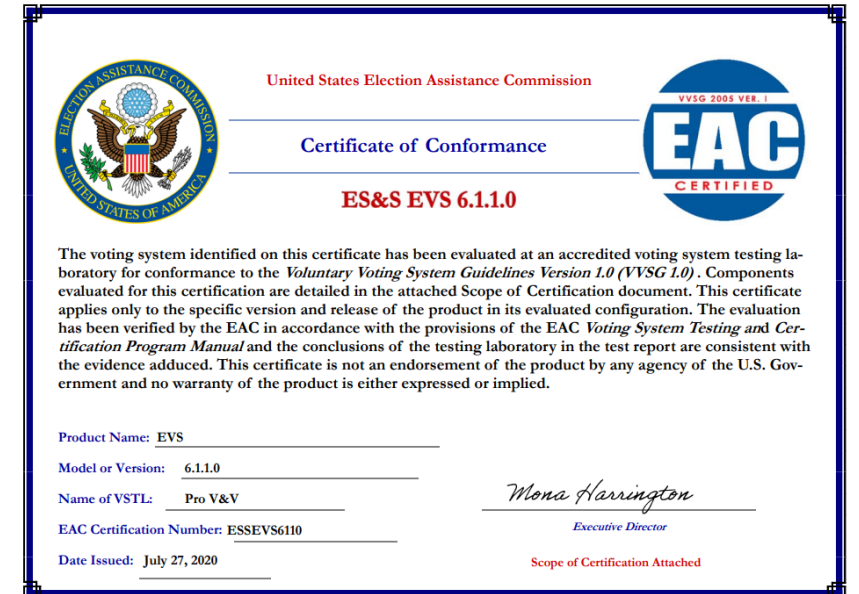 ELECTION ASSISTANCE COMMISSION
UNITED STATES OF AMERICA
United States Election Assistance Commission
VVSG 2005 VER. I
EAC
CERTIFIED
Certificate of Conformance
ES&S EVS 6.1.1.0
The voting system identified on this certificate has been evaluated at an accredited voting system testing la-
boratory for conformance to the Voluntary Voting System Guidelines Version 1.0 (VVSG 1.0) . Components
evaluated for this certification are detailed in the attached Scope of Certification document. This certificate
applies only to the specific version and release of the product in its evaluated configuration. The evaluation
has been verified by the EAC in accordance with the provisions of the EAC Voting System Testing and Cer-
tification Program Manual and the conclusions of the testing laboratory in the test report are consistent with
the evidence adduced. This certificate is not an endorsement of the product by any agency of the U.S. Gov-
ernment and no warranty of the product is either expressed or implied.
Product Name: EVS
Model or Version: 6.1.1.0
Name of VSTL: Pro V&V
EAC Certification Number: ESSEVS6110
Date Issued: July 27, 2020
Mona Harrington
Executive Director
Scope of Certification Attached